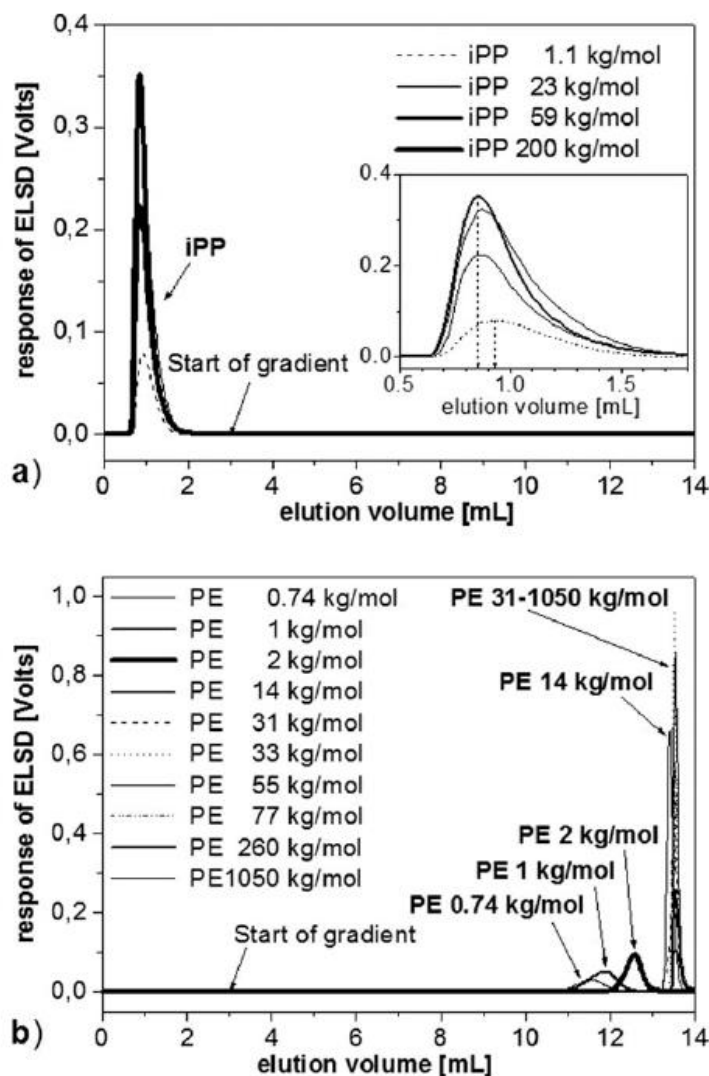 0,4
0,3
0,2
0,1
0,0
response of ELSD [Volts]
iPP 1.1 kg/mol
iPP 23 kg/mol
iPP 59 kg/mol
iPP 200 kg/mol
iPP
Start of gradient
0.4
0.2
0.0
0.5 1.0 1.5
elution volume [mL]
0 2 4 6 8 10 12 14
a)
elution volume [mL]
1,0
0,8
0,6
0,4
0,2
0,0
response of ELSD [Volts]
PE 0.74 kg/mol
PE 1 kg/mol
PE 2 kg/mol
PE 14 kg/mol
PE 31 kg/mol
PE 33 kg/mol
PE 55 kg/mol
PE 77 kg/mol
PE 260 kg/mol
PE1050 kg/mol
PE 31-1050 kg/mol
PE 14 kg/mol
PE 2 kg/mol
PE 1 kg/mol
PE 0.74 kg/mol
Start of gradient
0 2 4 6 8 10 12 14
b)
elution volume [mL]